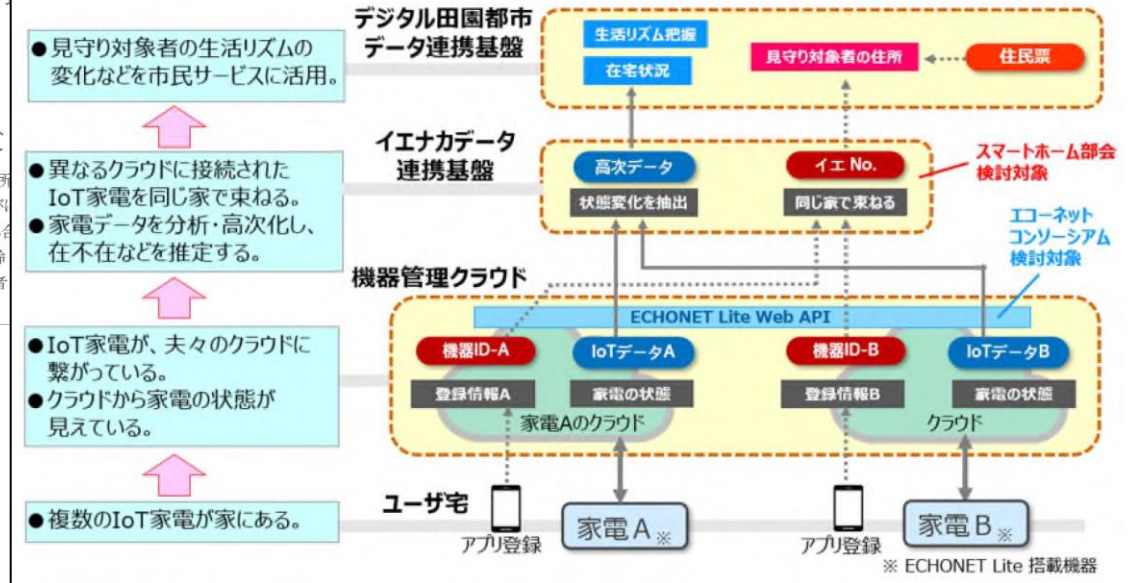 デジタル田園都市
データ連携基盤
●見守り対象者の生活リズムの
変化などを市民サービスに活用。
生活リズム把握
在宅状況
見守り対象者の住所
住民票
イエナカデータ
連携基盤
●異なるクラウドに接続された
IoT家電を同じ家で束ねる。
●家電データを分析・高次化し、
在不在などを推定する。
高次データ
状態変化を抽出
イエ No.
同じ家で束ねる
スマートホーム部会
検討対象
エコーネット
コンソーシアム
検討対象
機器管理クラウド
ECHONET Lite Web API
●IoT家電が、夫々のクラウドに
繋がっている。
●クラウドから家電の状態が
見えている。
機器ID-A
IoTデータA
機器ID-B
IoTデータB
登録情報A
家電の状態
登録情報B
家電の状態
家電Aのクラウド
クラウド
ユーザ宅
●複数のIoT家電が家にある。
アプリ登録
家電A※
アプリ登録
家電B※
※ ECHONET Lite 搭載機器